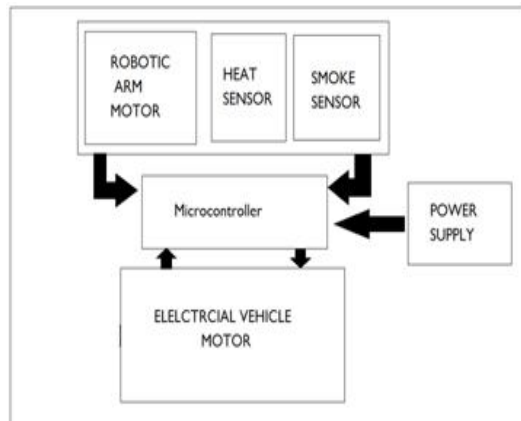 ROBOTIC
ARM
MOTOR
HEAT
SENSOR
SMOKE
SENSOR
Microcontroller
POWER
SUPPLY
ELELCTRCIAL VEHICLE
MOTOR